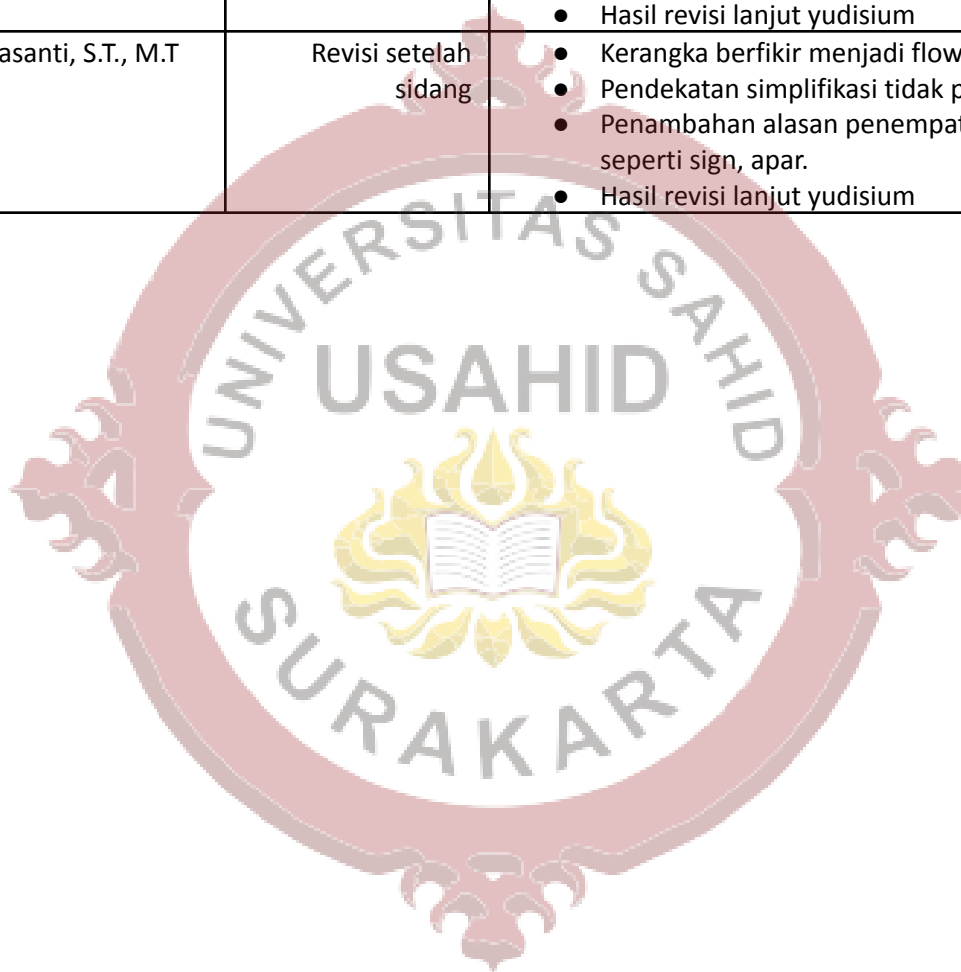 ● Hasil revisi lanjut yudisium
asanti, S.T., M.T
Revisi setelah
sidang
● Kerangka berfikir menjadi flow
● Pendekatan simplifikasi tidak p
● Penambahan alasan penempat
seperti sign, apar.
● Hasil revisi lanjut yudisium
UNIVERSITAS SAHID
USAHID
SURAKARTA